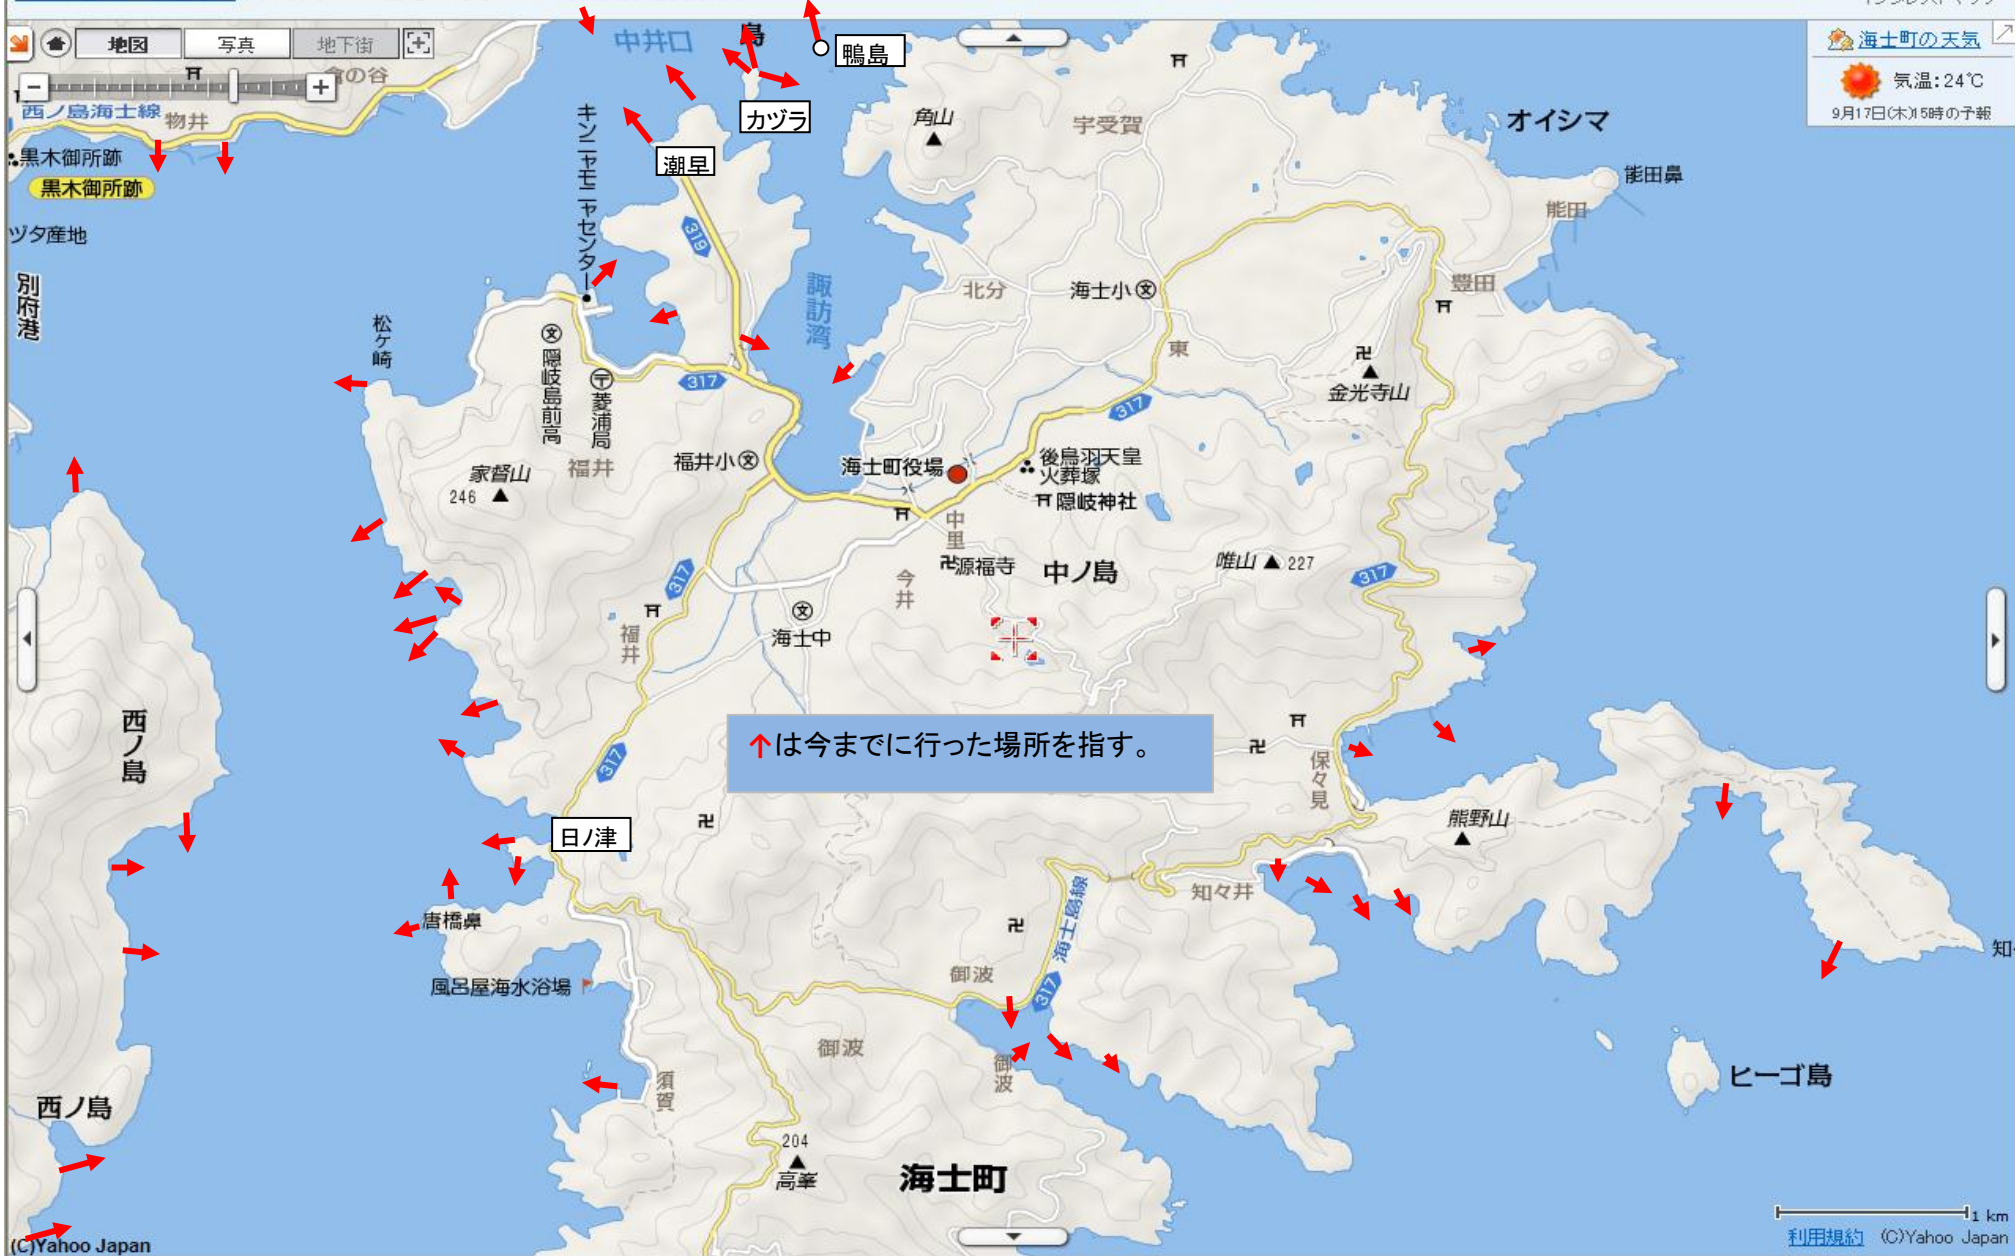 地図
写真
地下街
海士町の天気
気温:24℃
9月17日(木)15時の予報
中井口
島
鴨島
カヅラ
潮早
角山
宇受賀
オイシマ
能田鼻
能田
豊田
倉の谷
西ノ島海士線
物井
黒木御所跡
黒木御所跡
ヅタ産地
別府港
キンニャモニャセンター
319
諏訪湾
北分
海士小
東
金光寺山
松ヶ崎
隠岐島前高
菱浦局
317
317
家督山
246
福井
福井小
海士町役場
後鳥羽天皇
火葬塚
隠岐神社
中里
源福寺
中ノ島
唯山
227
317
今井
317
福井
海士中
西ノ島
↑は今までに行った場所を指す。
317
保々見
熊野山
日ノ津
知々井
海士島線
317
唐橋鼻
風呂屋海水浴場
御波
御波
御波
須賀
知
ヒーゴ島
西ノ島
204
高峯
海士町
1 km
利用規約 (C)Yahoo Japan
(C)Yahoo Japan